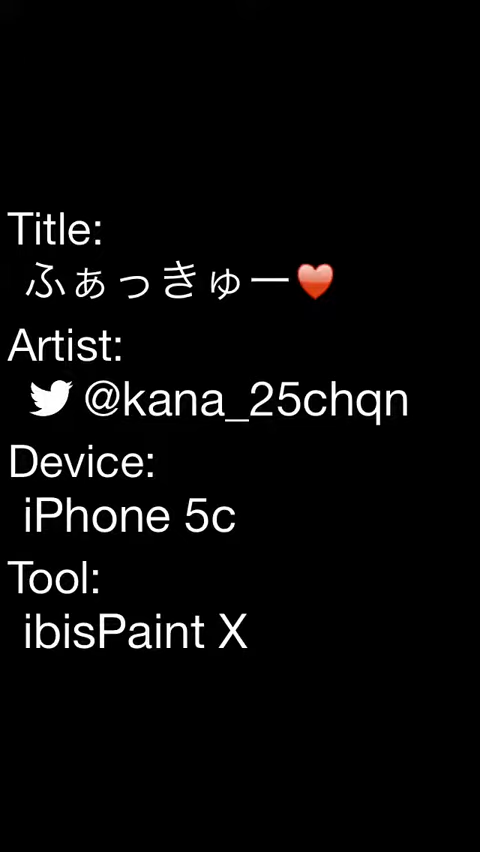 Title:
ふぁっきゅー♥
Artist:
@kana_25chqn
Device:
iPhone 5c
Tool:
ibisPaint X